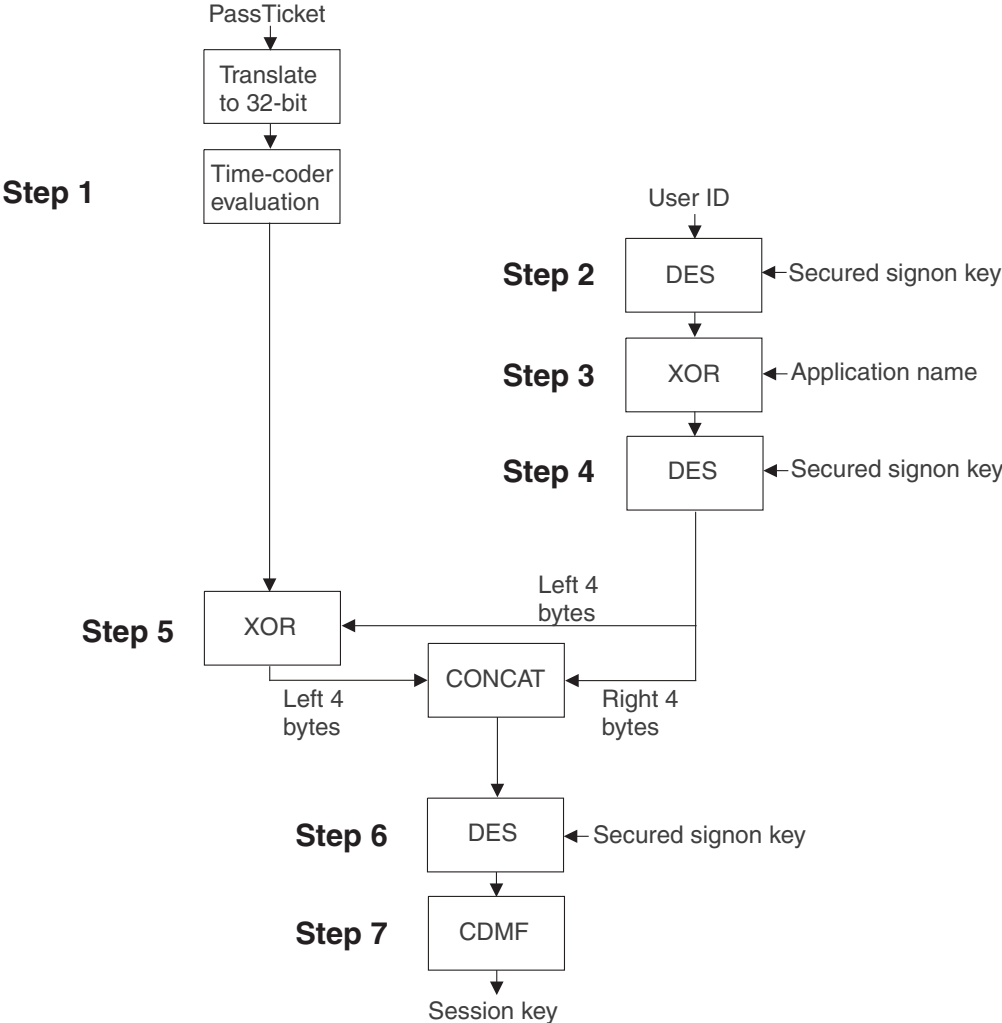 PassTicket
Translate
to 32-bit
Step 1
Time-coder
evaluation
User ID
Step 2
DES
Secured signon key
Step 3
XOR
Application name
Step 4
DES
Secured signon key
Left 4
bytes
Step 5
XOR
CONCAT
Left 4
bytes
Right 4
bytes
Step 6
DES
Secured signon key
Step 7
CDMF
Session key